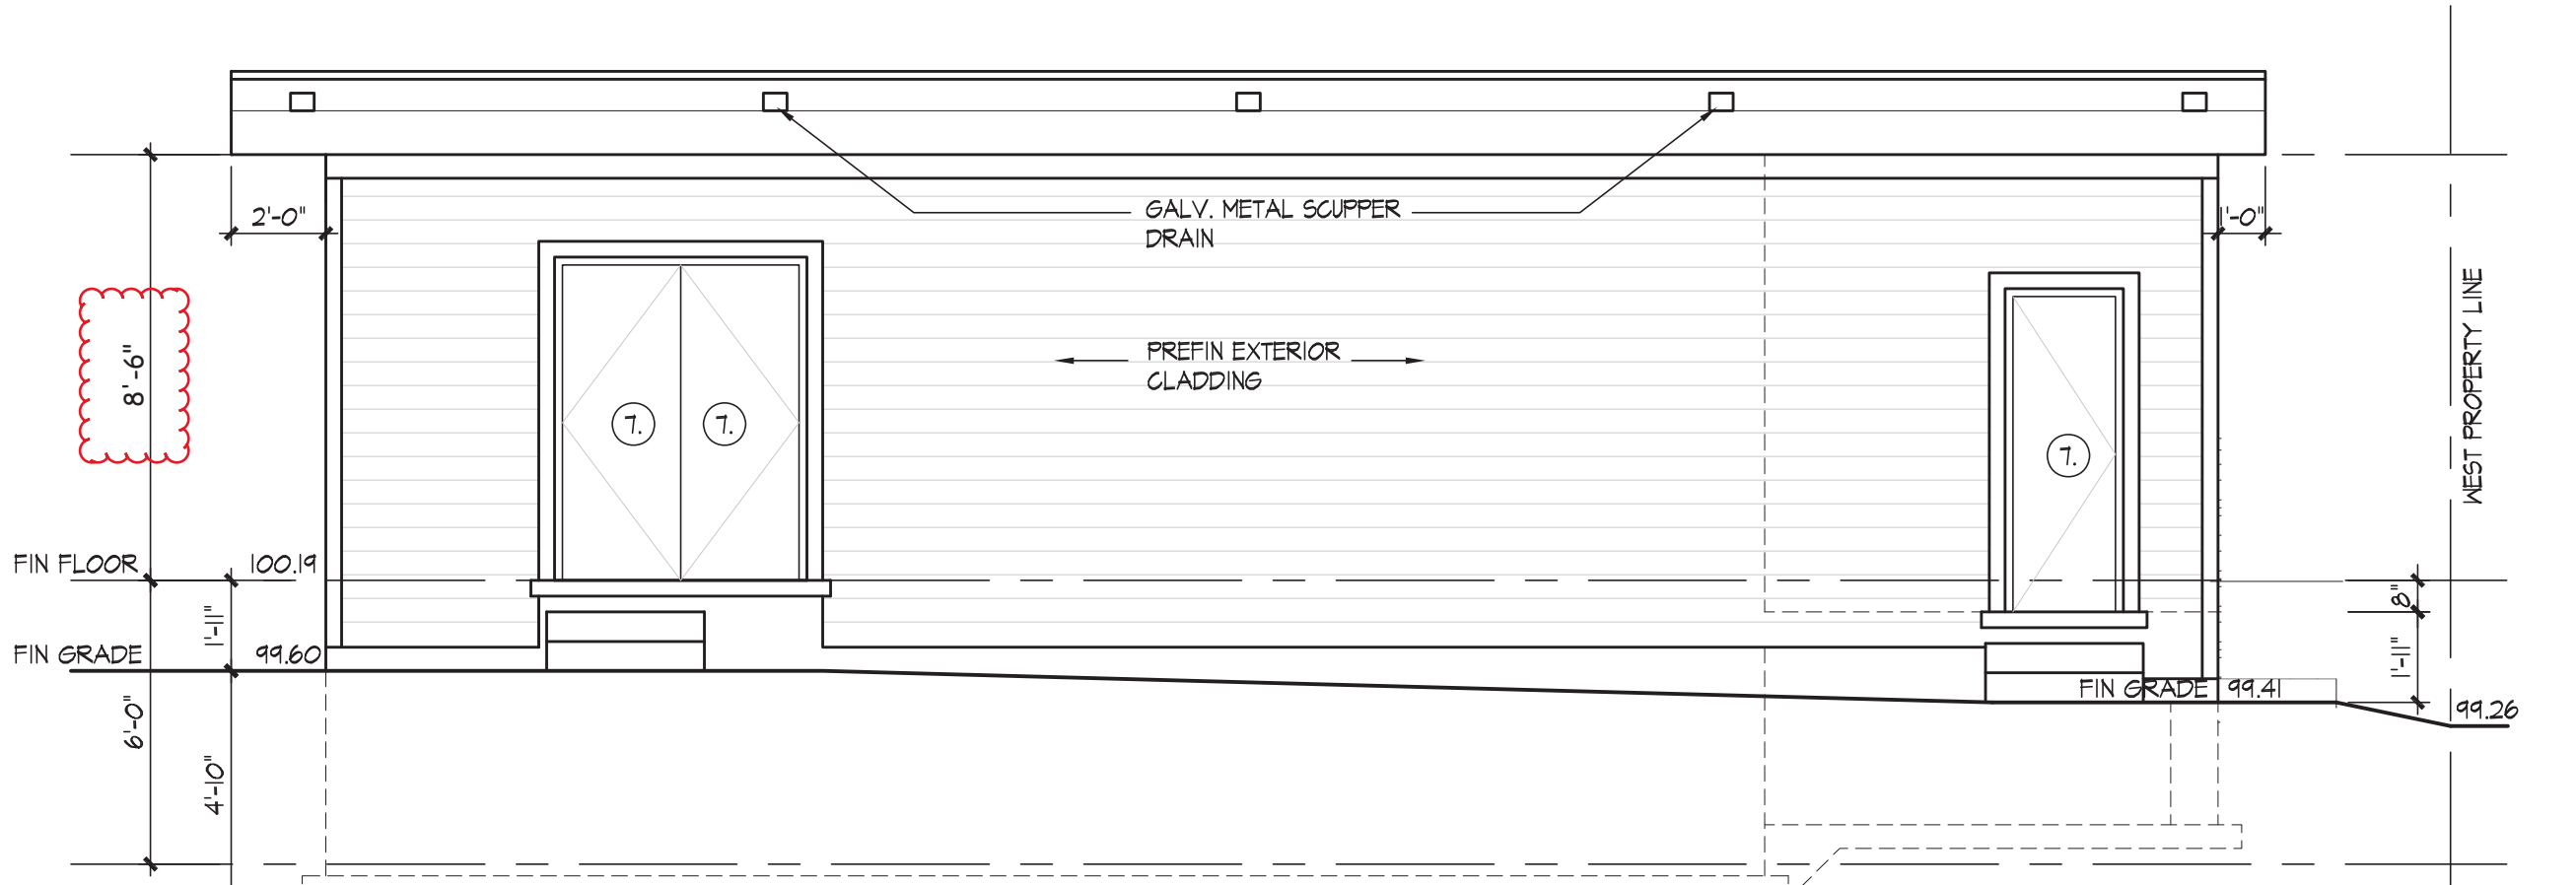 2'-0"
GALV. METAL SCUPPER
DRAIN
1'-0"
8'-6"
PREFIN EXTERIOR
CLADDING
WEST PROPERTY LINE
7.
7.
7.
FIN FLOOR
100.19
8"
1'-11"
FIN GRADE
99.60
1'-11"
FIN GRADE 99.41
99.26
6'-0"
4'-10"